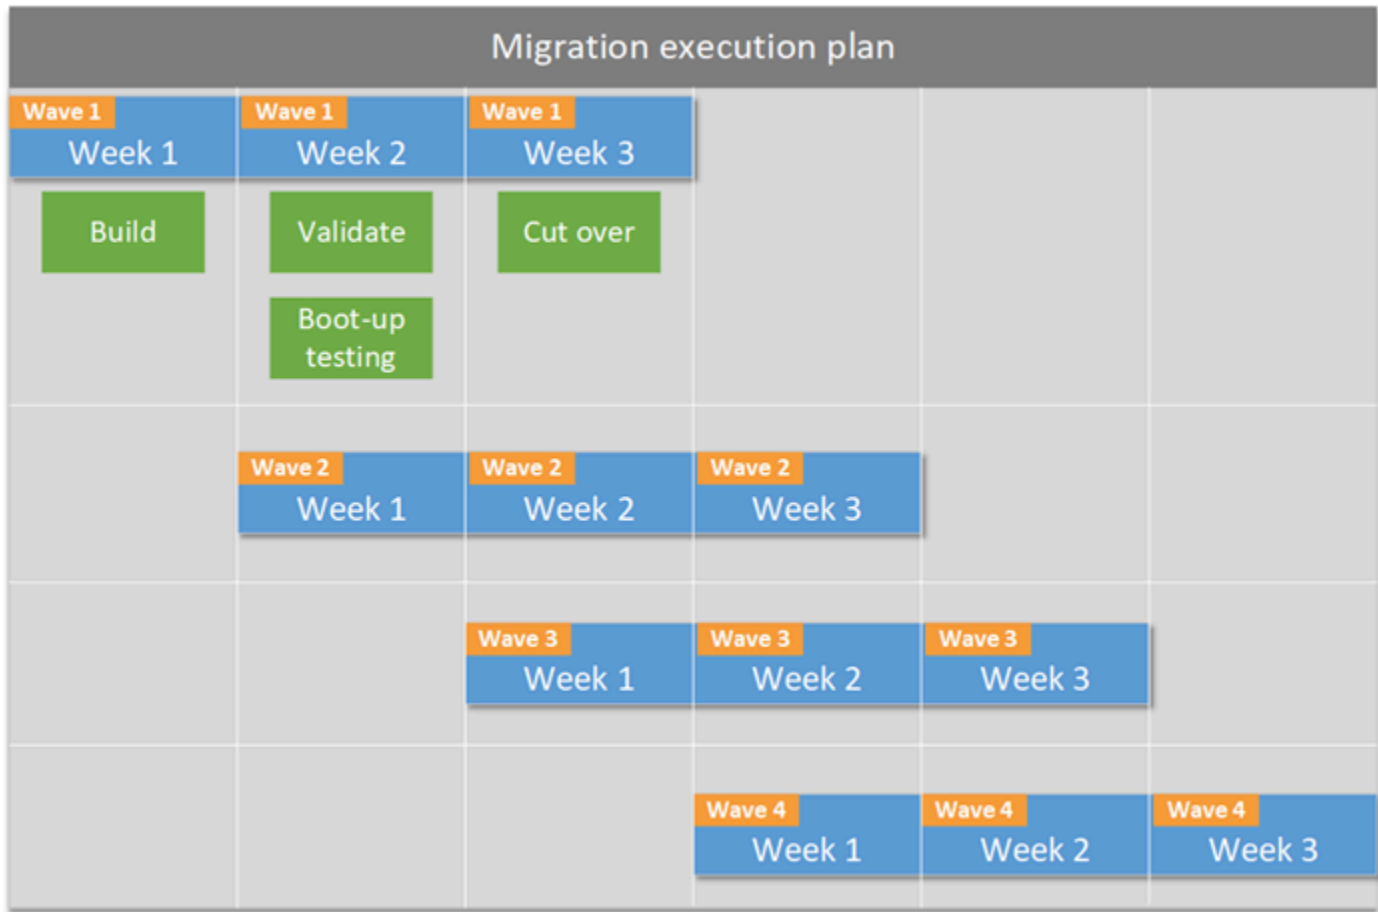 Migration execution plan
Wave 1
Week 1
Wave 1
Week 2
Wave 1
Week 3
Build
Validate
Cut over
Boot-up
testing
Wave 2
Week 1
Wave 2
Week 2
Wave 2
Week 3
Wave 3
Week 1
Wave 3
Week 2
Wave 3
Week 3
Wave 4
Week 1
Wave 4
Week 2
Wave 4
Week 3